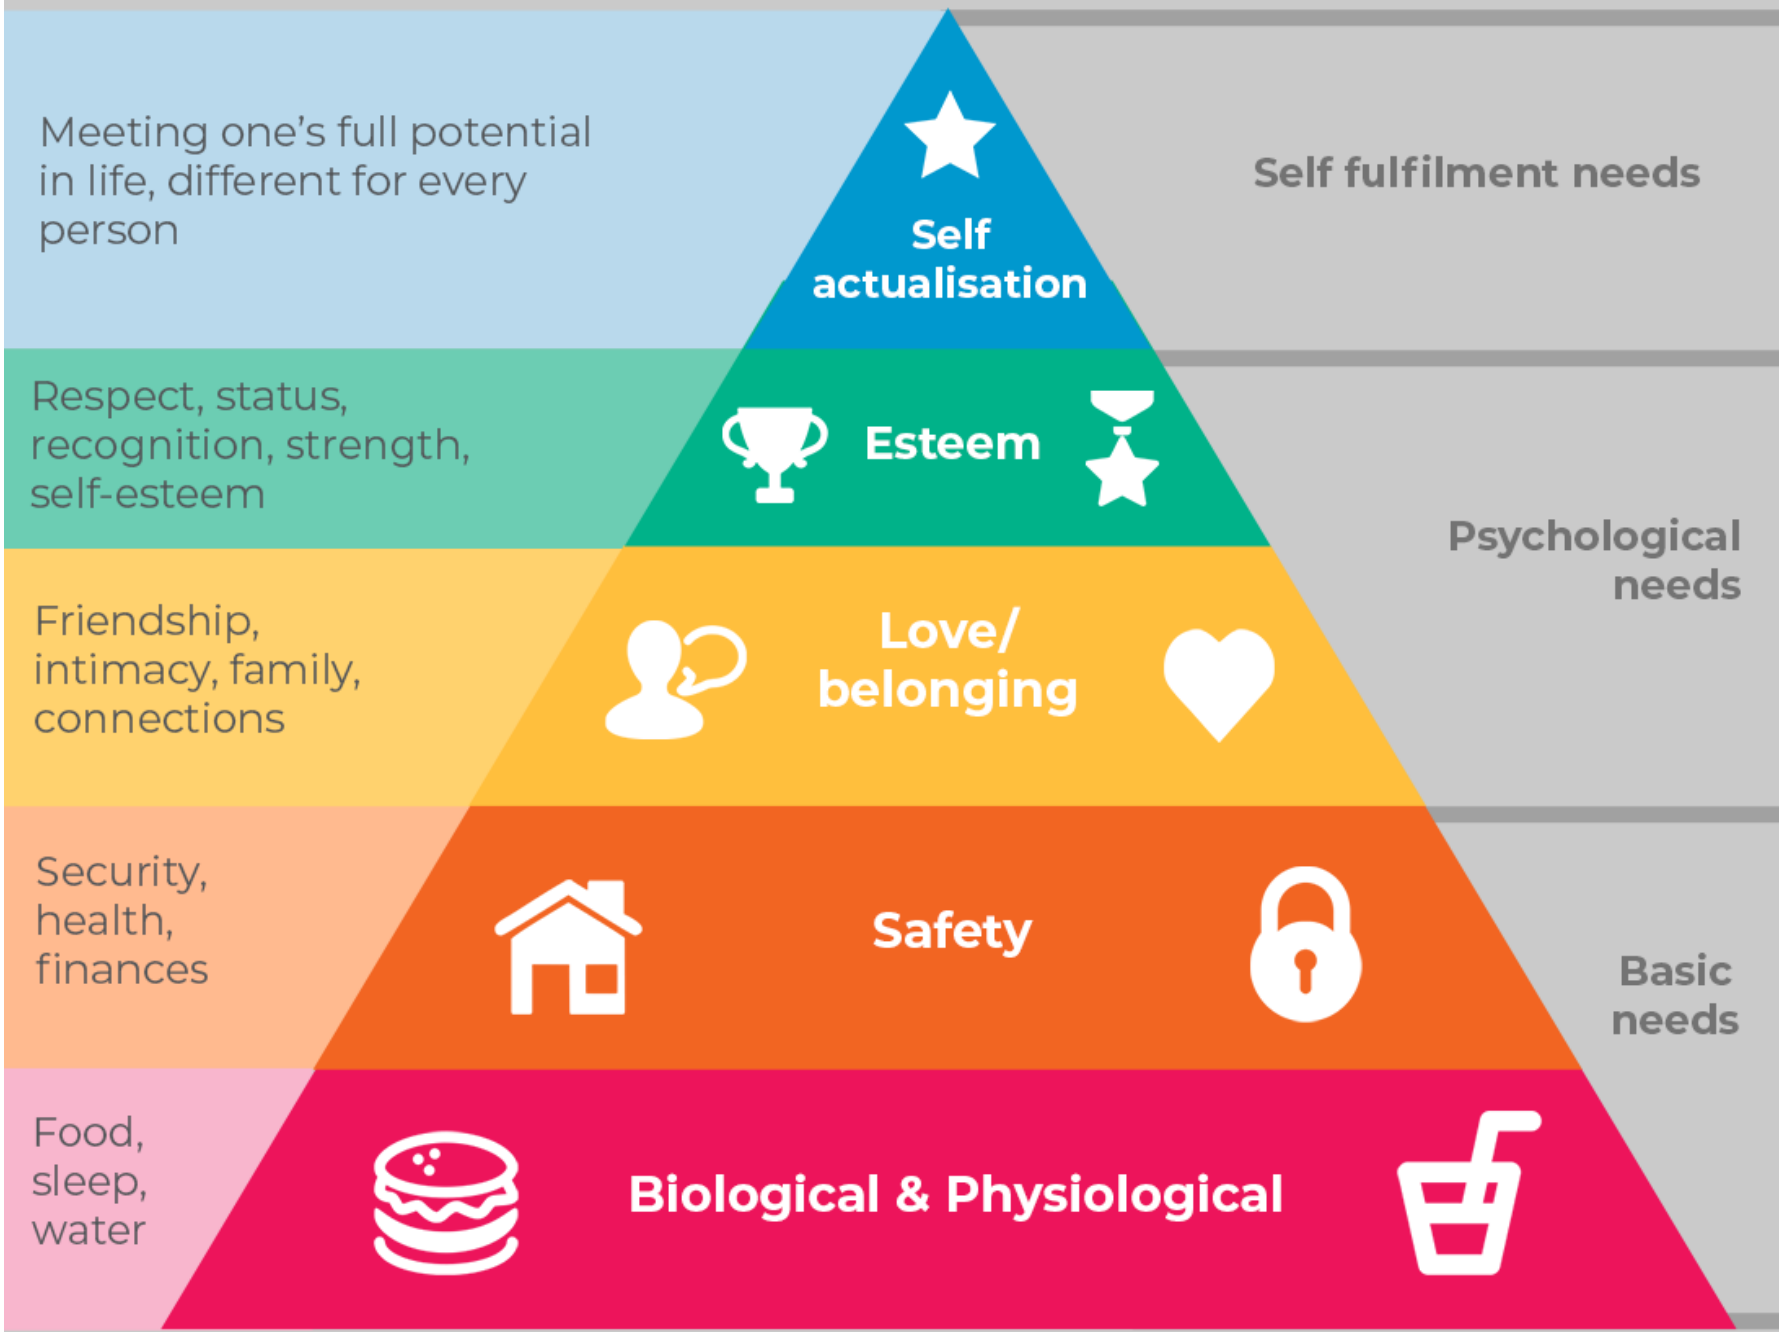 Meeting one's full potential
in life, different for every
person
Self
actualisation
Self fulfilment needs
Respect, status,
recognition, strength,
self-esteem
Esteem
Psychological
needs
Friendship,
intimacy, family,
connections
Love/
belonging
Security,
health,
finances
Safety
Basic
needs
Food,
sleep,
water
Biological & Physiological